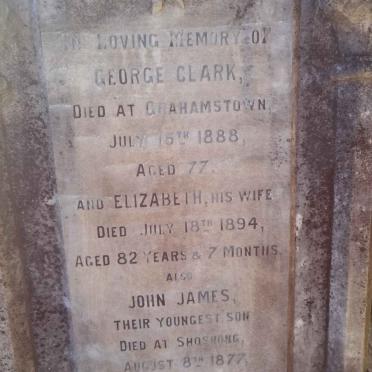 IN LOVING MEMORY OF
GEORGE CLARK,
DIED AT GRAHAMSTOWN,
JULY 15TH 1888,
AGED 77.
AND ELIZABETH, HIS WIFE
DIED JULY 18TH 1894,
AGED 82 YEARS & 7 MONTHS.
ALSO
JOHN JAMES,
THEIR YOUNGEST SON
DIED AT SHOSHONG,
AUGUST 8TH 1877,